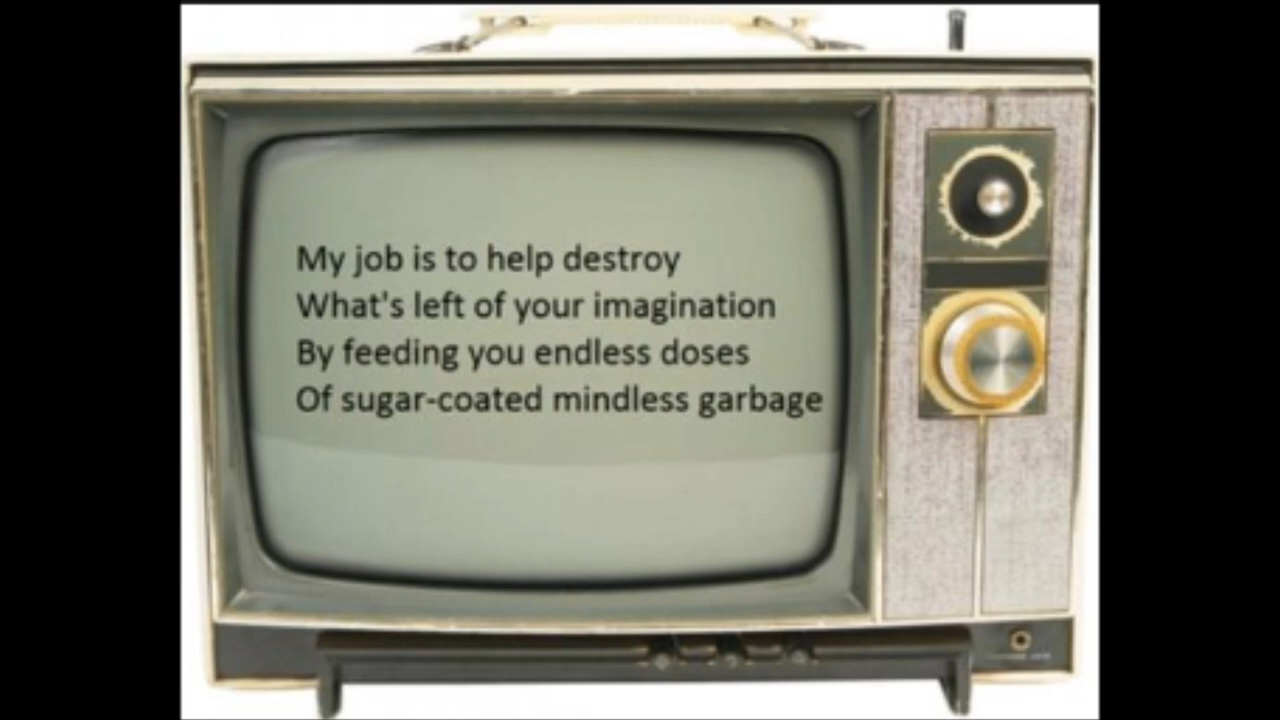 My job is to help destroy
What's left of your imagination
By feeding you endless doses
Of sugar-coated mindless garbage